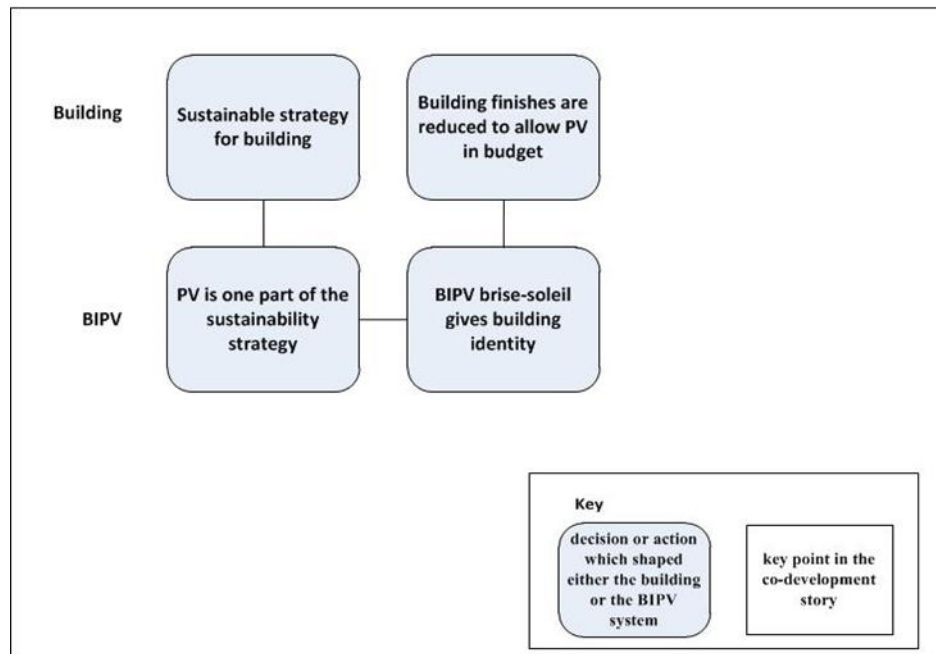 Building
Sustainable strategy
for building
Building finishes are
reduced to allow PV
in budget
BIPV
PV is one part of the
sustainability
strategy
BIPV brise-soleil
gives building
identity
Key
decision or action
which shaped
either the building
or the BIPV
system
key point in the
co-development
story